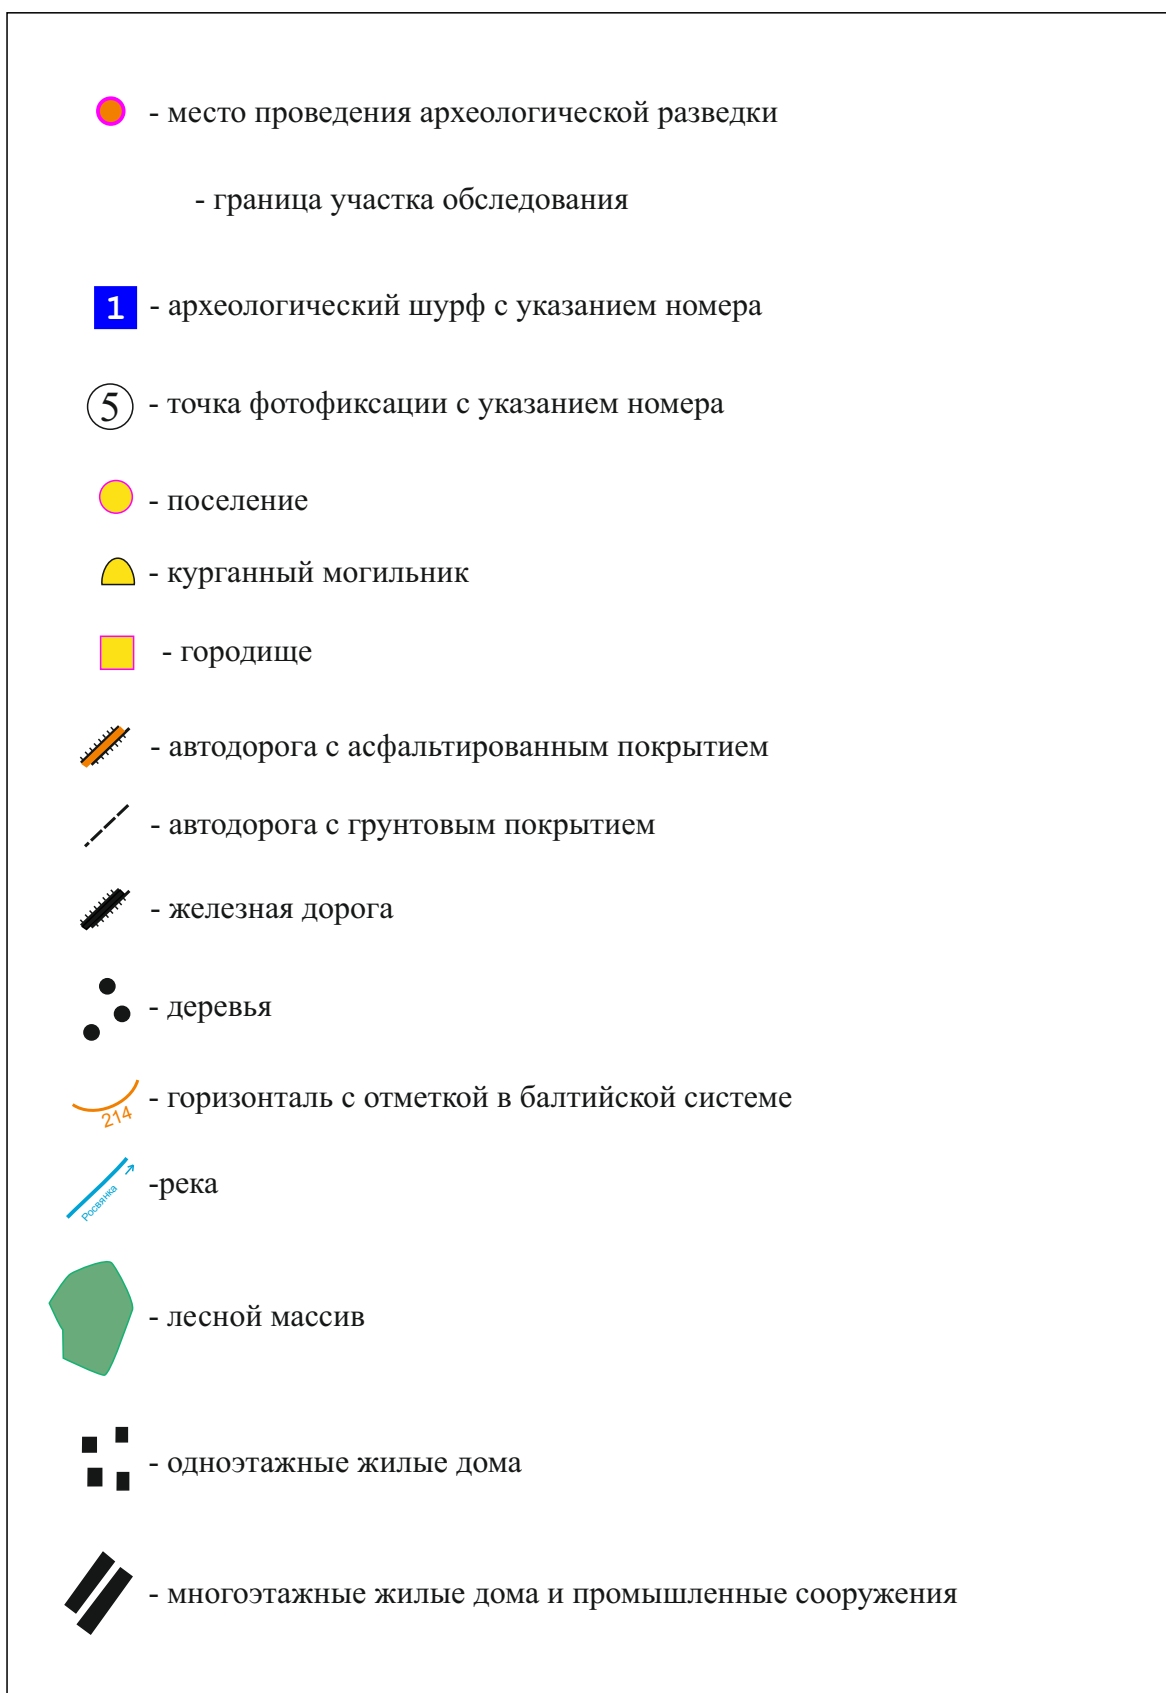 - место проведения археологической разведки
- граница участка обследования
1 - археологический шурф с указанием номера
5 - точка фотофиксации с указанием номера
- поселение
- курганный могильник
- городище
- автодорога с асфальтированным покрытием
- автодорога с грунтовым покрытием
- железная дорога
- деревья
214 - горизонталь с отметкой в балтийской системе
Росвянка -река
- лесной массив
- одноэтажные жилые дома
- многоэтажные жилые дома и промышленные сооружения